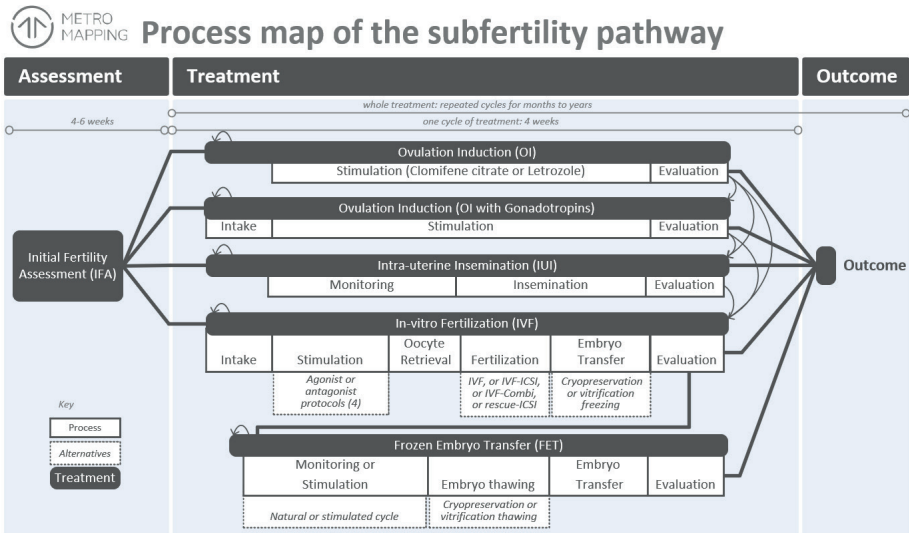 METRO
MAPPING
Process map of the subfertility pathway
Assessment
Treatment
Outcome
whole treatment: repeated cycles for months to years
4-6 weeks
one cycle of treatment: 4 weeks
Ovulation Induction (OI)
Stimulation (Clomifene citrate or Letrozole)
Evaluation
Ovulation Induction (OI with Gonadotropins)
Intake
Stimulation
Evaluation
Initial Fertility
Assessment (IFA)
Intra-uterine Insemination (IUI)
Monitoring
Insemination
Evaluation
Outcome
In-vitro Fertilization (IVF)
Intake
Stimulation
Oocyte
Retrieval
Fertilization
Embryo
Transfer
Evaluation
Agonist or
antagonist
protocols (4)
IVF, or IVF-ICSI,
or IVF-Combi,
or rescue-ICSI
Cryopreservation
or vitrification
freezing
Key
Process
Alternatives
Treatment
Frozen Embryo Transfer (FET)
Monitoring or
Stimulation
Embryo thawing
Embryo
Transfer
Evaluation
Natural or stimulated cycle
Cryopreservation or
vitrification thawing